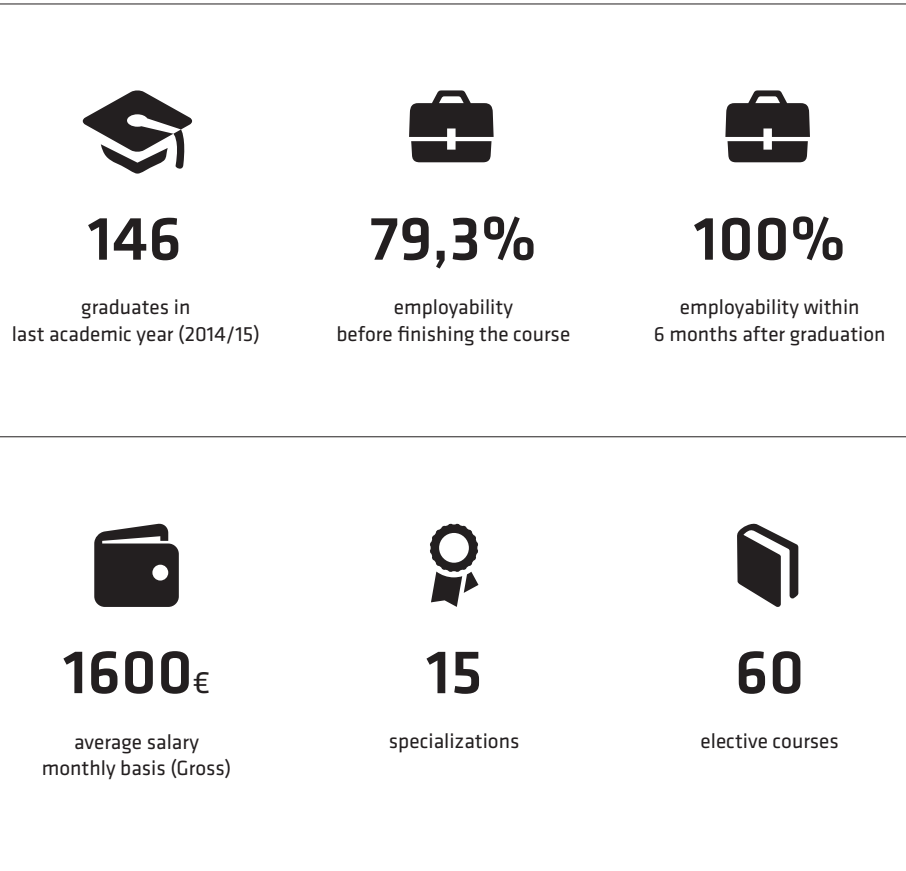 146
graduates in
last academic year (2014/15)
79,3%
employability
before finishing the course
100%
employability within
6 months after graduation
1600€
average salary
monthly basis (Gross)
15
specializations
60
elective courses